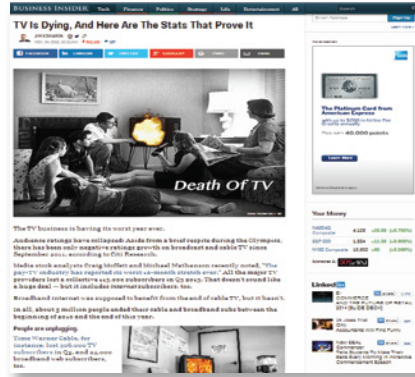 BUSINESS INSIDER Tech Finance Politics Strategy Life Entertainment All
TV Is Dying, And Here Are The Stats That Prove It
Death Of TV
The TV business is having its worst year ever.
Audience ratings have collapsed: Aside from a brief respite during the Olympics,
there has been only negative ratings growth on broadcast and cable TV since
September 2011, according to Citi Research.
Media stock analysts Craig Moffett and Michael Nathanson recently noted, "The
pay-TV industry has reported its worst 12-month stretch ever." All the major TV
providers lost a collective 113,000 subscribers in Q3 2013. That doesn't sound like
a huge deal — but it includes internet subscribers, too.
Broadband internet was supposed to benefit from the end of cable TV, but it hasn't.
In all, about 5 million people ended their cable and broadband subs between the
beginning of 2010 and the end of this year.
People are unplugging.
Time Warner Cable, for
instance, lost 306,000 TV
subscribers in Q3, and 24,000
broadband web subscribers,
too.
The Platinum Card from
American Express
Learn More
Your Money
NASDAQ
Composite
S&P 500
NYSE Composite
LinkedIn